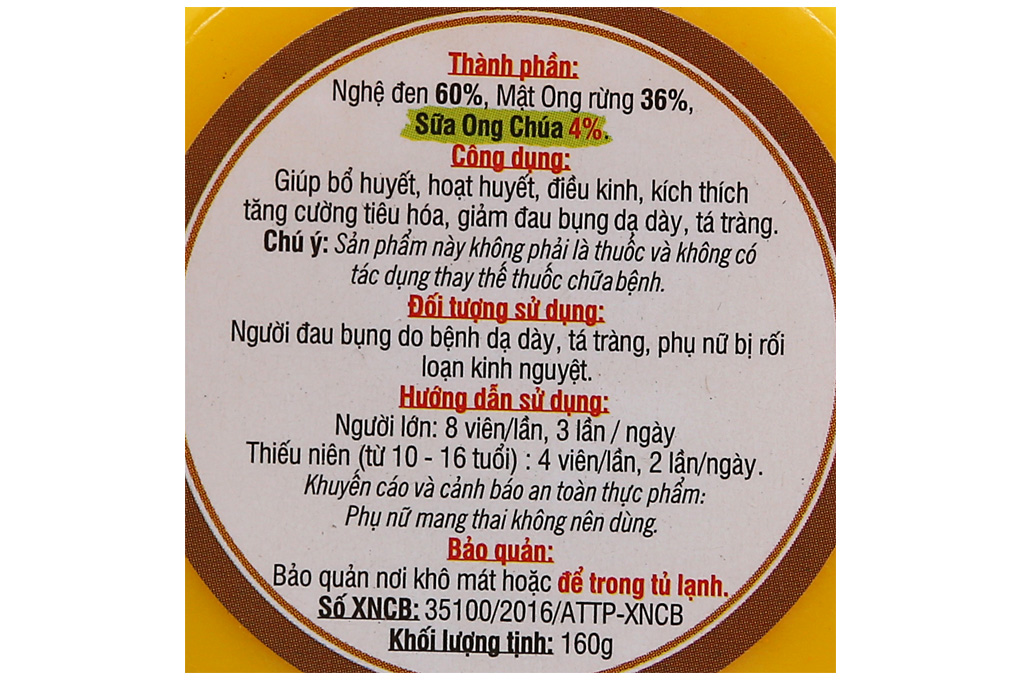 Thành phần:
Nghệ đen 60%, Mật Ong rừng 36%,
Sữa Ong Chúa 4%.
Công dụng:
Giúp bổ huyết, hoạt huyết, điều kinh, kích thích
tăng cường tiêu hóa, giảm đau bụng dạ dày, tá tràng.
Chú ý: Sản phẩm này không phải là thuốc và không có
tác dụng thay thế thuốc chữa bệnh.
Đối tượng sử dụng:
Người đau bụng do bệnh dạ dày, tá tràng, phụ nữ bị rối
loạn kinh nguyệt.
Hướng dẫn sử dụng:
Người lớn: 8 viên/lần, 3 lần / ngày
Thiếu niên (từ 10 - 16 tuổi) : 4 viên/lần, 2 lần/ngày.
Khuyến cáo và cảnh báo an toàn thực phẩm:
Phụ nữ mang thai không nên dùng.
Bảo quản:
Bảo quản nơi khô mát hoặc để trong tủ lạnh.
Số XNCB: 35100/2016/ATTP-XNCB
Khối lượng tịnh: 160g